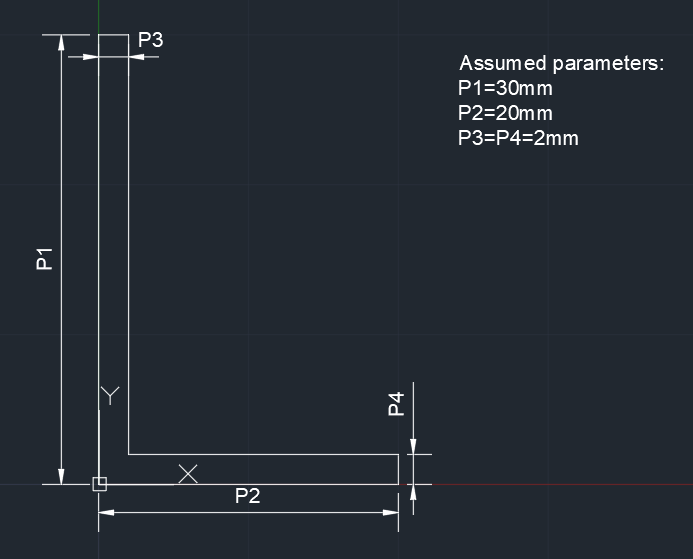 P3
Assumed parameters:
P1=30mm
P2=20mm
P3=P4=2mm
P1
Y
P4
X
P2